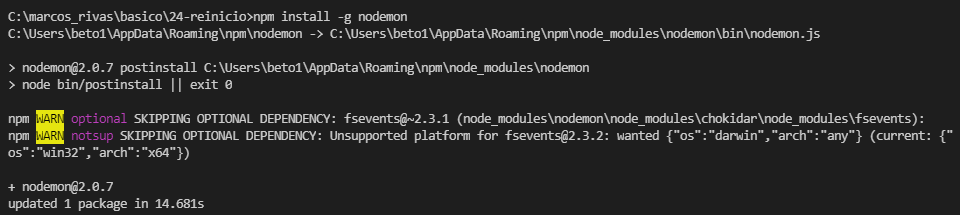 C:\marcos_rivas\basico\24-reinicio>npm install -g nodemon
C:\Users\beto1\AppData\Roaming\npm\nodemon -> C:\Users\beto1\AppData\Roaming\npm\node_modules\nodemon\bin\nodemon.js
> nodemon@2.0.7 postinstall C:\Users\beto1\AppData\Roaming\npm\node_modules\nodemon
> node bin/postinstall || exit 0
npm WARN optional SKIPPING OPTIONAL DEPENDENCY: fsevents@~2.3.1 (node_modules\nodemon\node_modules\chokidar\node_modules\fsevents):
npm WARN notsup SKIPPING OPTIONAL DEPENDENCY: Unsupported platform for fsevents@2.3.2: wanted {"os":"darwin","arch":"any"} (current: {"
os":"win32","arch":"x64"})
+ nodemon@2.0.7
updated 1 package in 14.681s